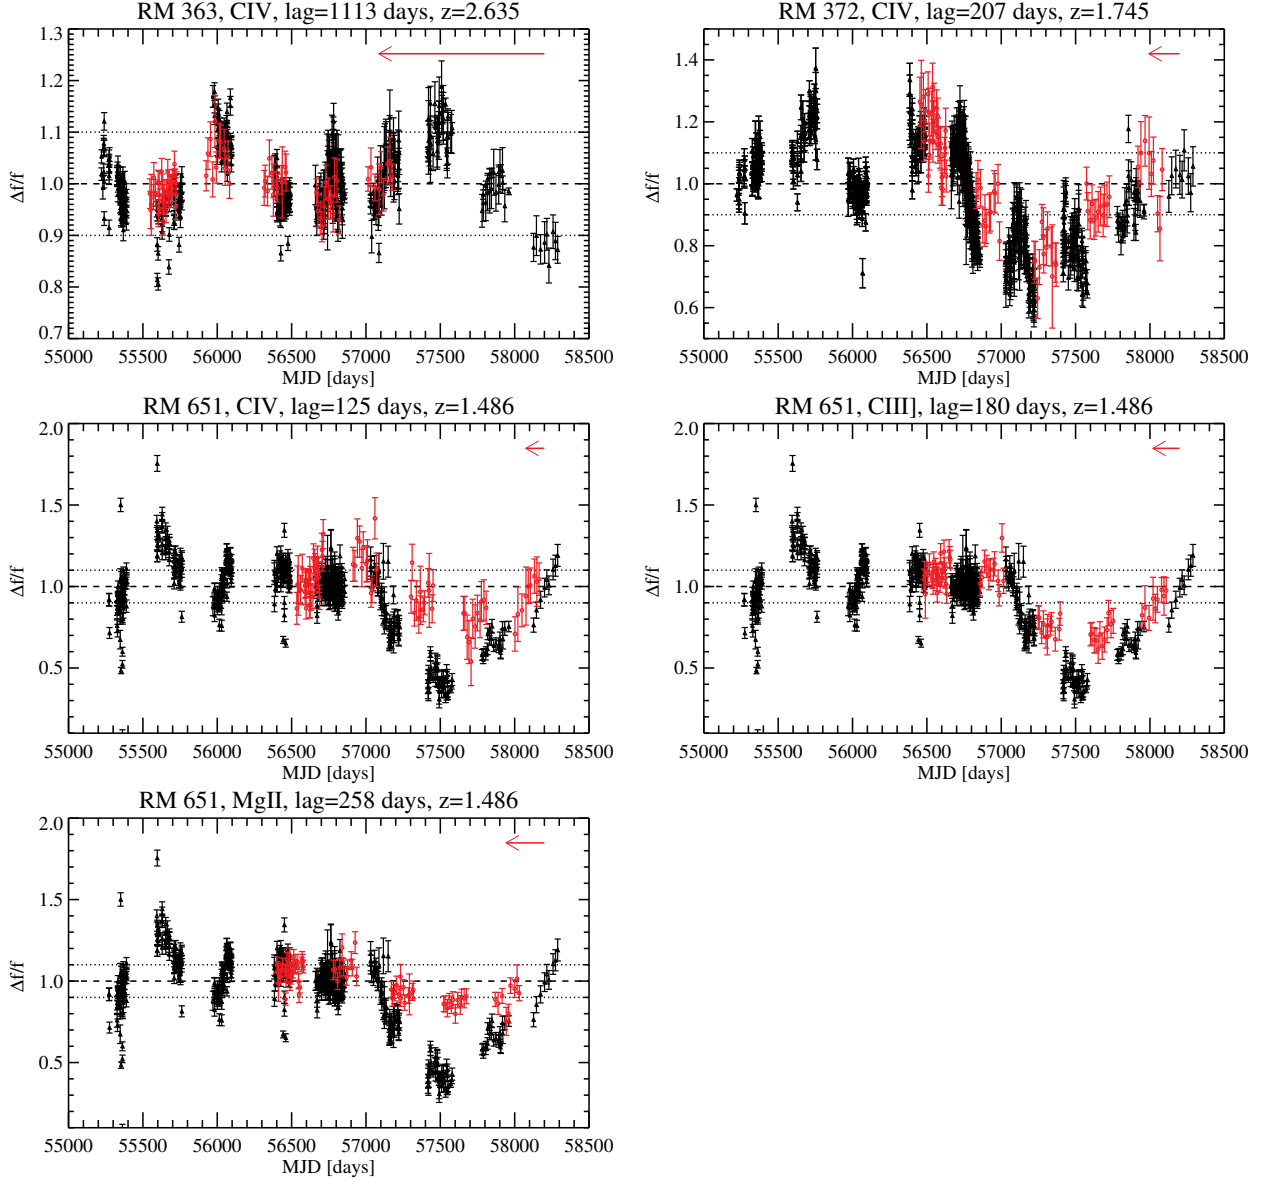 RM 363, CIV, lag=1113 days, z=2.635
1.3
1.2
1.1
1.0
0.9
0.8
0.7
Δf/f
55000 55500 56000 56500 57000 57500 58000 58500
MJD [days]
RM 372, CIV, lag=207 days, z=1.745
1.4
1.2
1.0
0.8
0.6
Δf/f
55000 55500 56000 56500 57000 57500 58000 58500
MJD [days]
RM 651, CIV, lag=125 days, z=1.486
2.0
1.5
1.0
0.5
Δf/f
55000 55500 56000 56500 57000 57500 58000 58500
MJD [days]
RM 651, CIII], lag=180 days, z=1.486
2.0
1.5
1.0
0.5
Δf/f
55000 55500 56000 56500 57000 57500 58000 58500
MJD [days]
RM 651, MgII, lag=258 days, z=1.486
2.0
1.5
1.0
0.5
Δf/f
55000 55500 56000 56500 57000 57500 58000 58500
MJD [days]